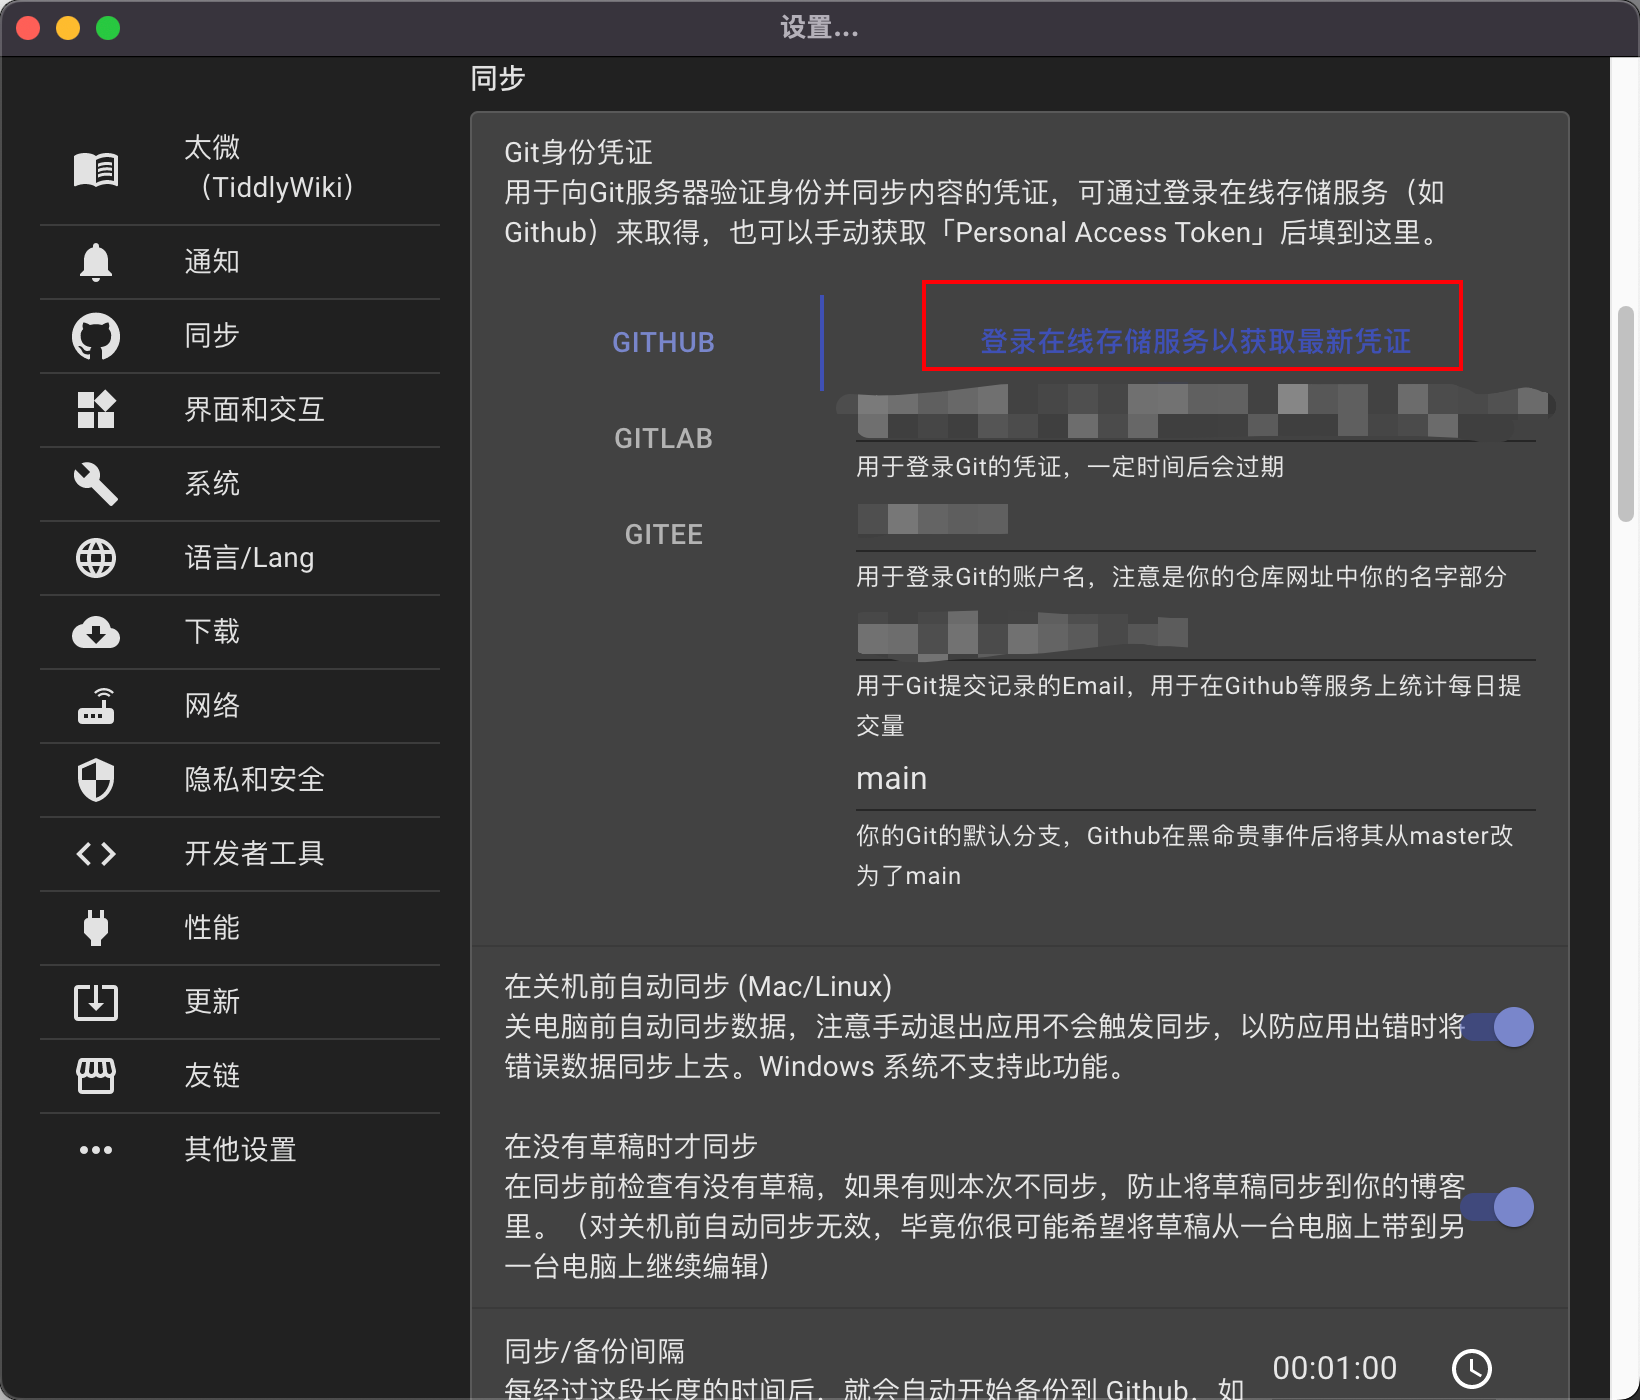 设置...
太微
（TiddlyWiki）
通知
同步
界面和交互
系统
语言/Lang
下载
网络
隐私和安全
开发者工具
性能
更新
友链
其他设置
同步
Git身份凭证
用于向Git服务器验证身份并同步内容的凭证，可通过登录在线存储服务（如
Github）来取得，也可以手动获取「Personal Access Token」后填到这里。
GITHUB
GITLAB
GITEE
登录在线存储服务以获取最新凭证
用于登录Git的凭证，一定时间后会过期
用于登录Git的账户名，注意是你的仓库网址中你的名字部分
用于Git提交记录的Email，用于在Github等服务上统计每日提
交量
main
你的Git的默认分支，Github在黑命贵事件后将其从master改
为了main
在关机前自动同步 (Mac/Linux)
关电脑前自动同步数据，注意手动退出应用不会触发同步，以防应用出错时将
错误数据同步上去。Windows 系统不支持此功能。
在没有草稿时才同步
在同步前检查有没有草稿，如果有则本次不同步，防止将草稿同步到你的博客
里。（对关机前自动同步无效，毕竟你很可能希望将草稿从一台电脑上带到另
一台电脑上继续编辑）
同步/备份间隔
每经过这段长度的时间后，就会自动开始备份到 Github，如
00:01:00